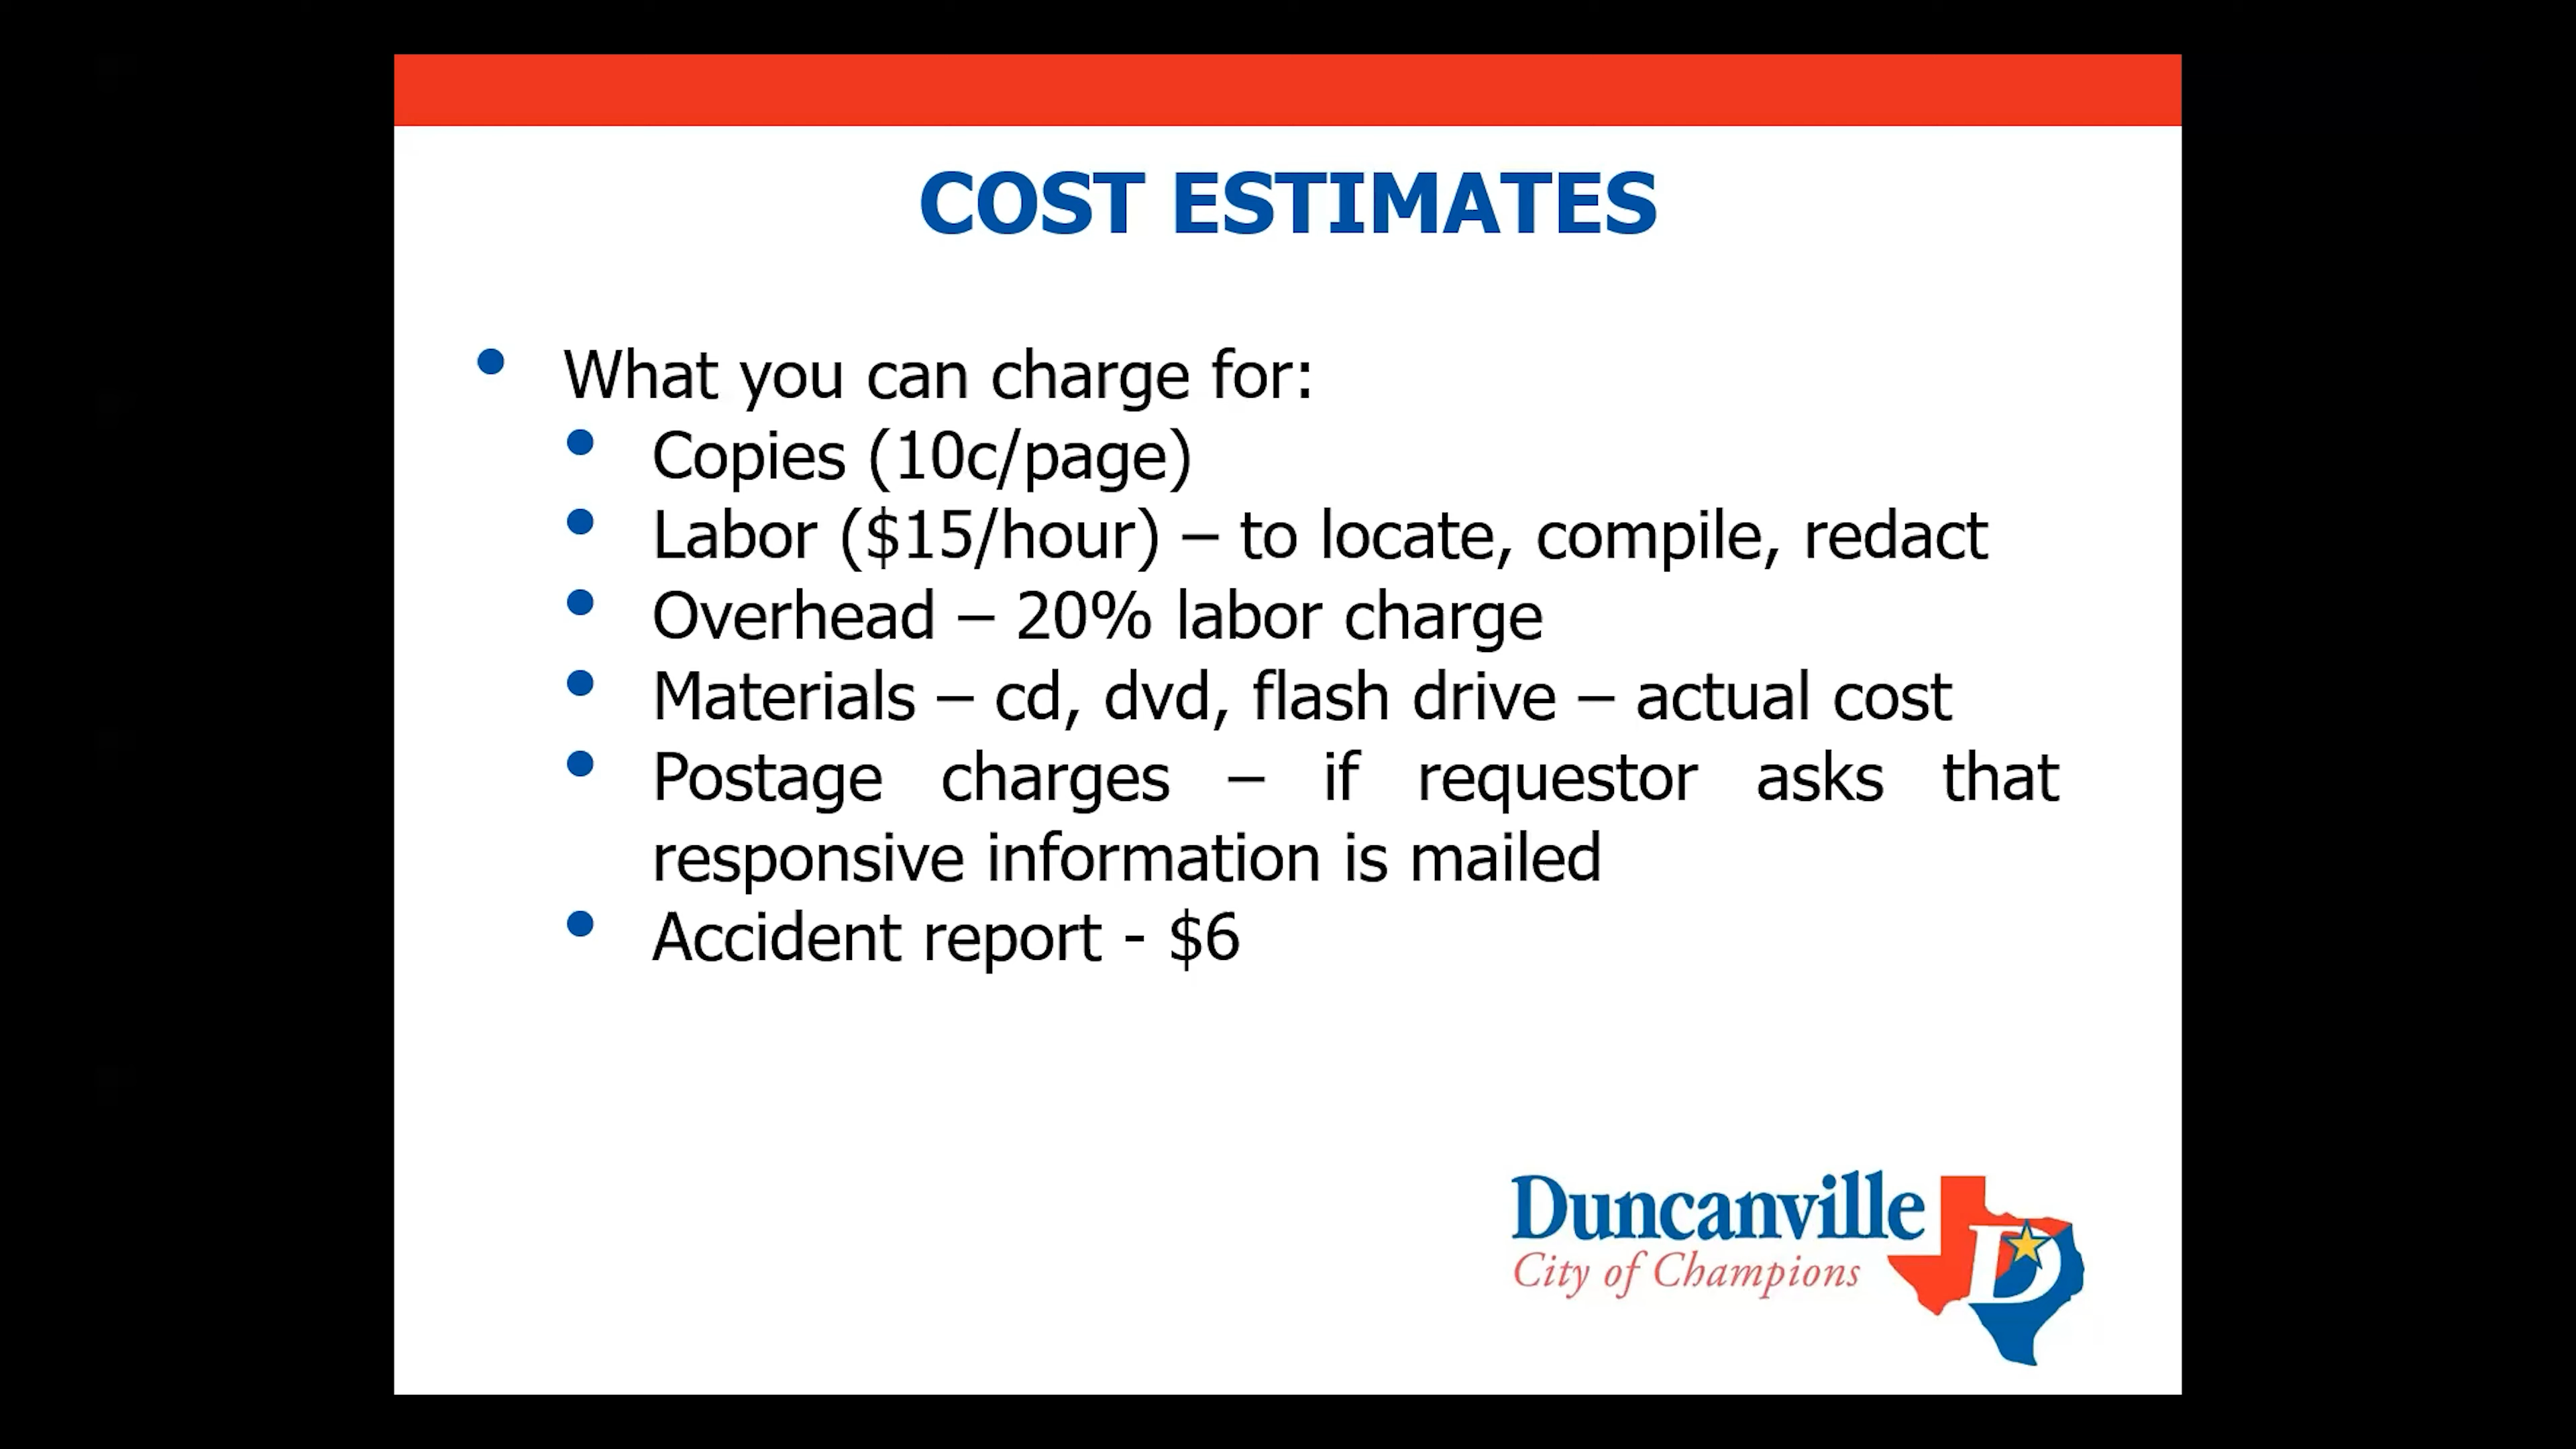 COST ESTIMATES
• What you can charge for:
• Copies (10c/page)
• Labor ($15/hour) – to locate, compile, redact
• Overhead – 20% labor charge
• Materials – cd, dvd, flash drive – actual cost
• Postage charges – if requestor asks that
responsive information is mailed
• Accident report - $6
Duncanville
City of Champions
D